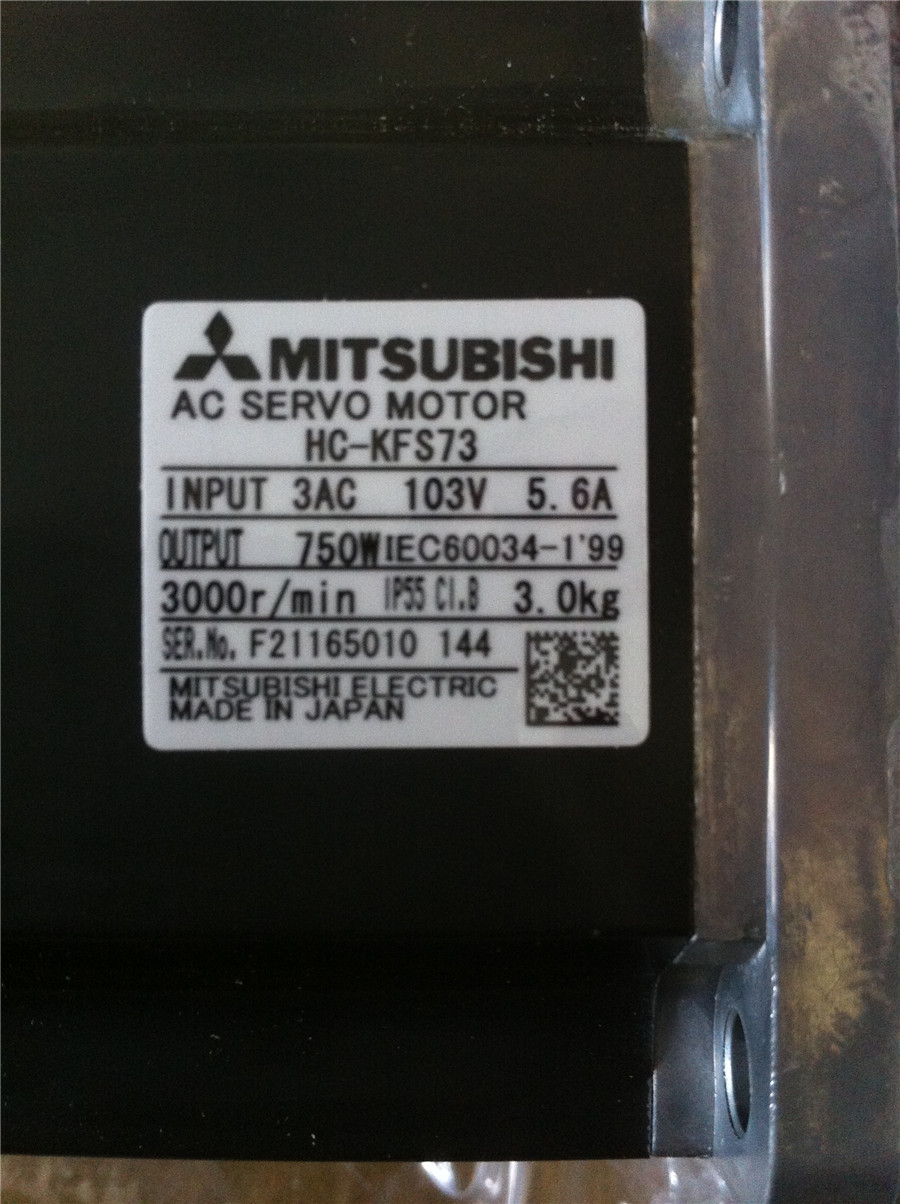 MITSUBISHI
AC SERVO MOTOR
HC-KFS73
INPUT 3AC 103V 5.6A
OUTPUT 750W IEC60034-1'99
3000r/min IP55 Cl.B 3.0kg
SER.No. F21165010 144
MITSUBISHI ELECTRIC
MADE IN JAPAN